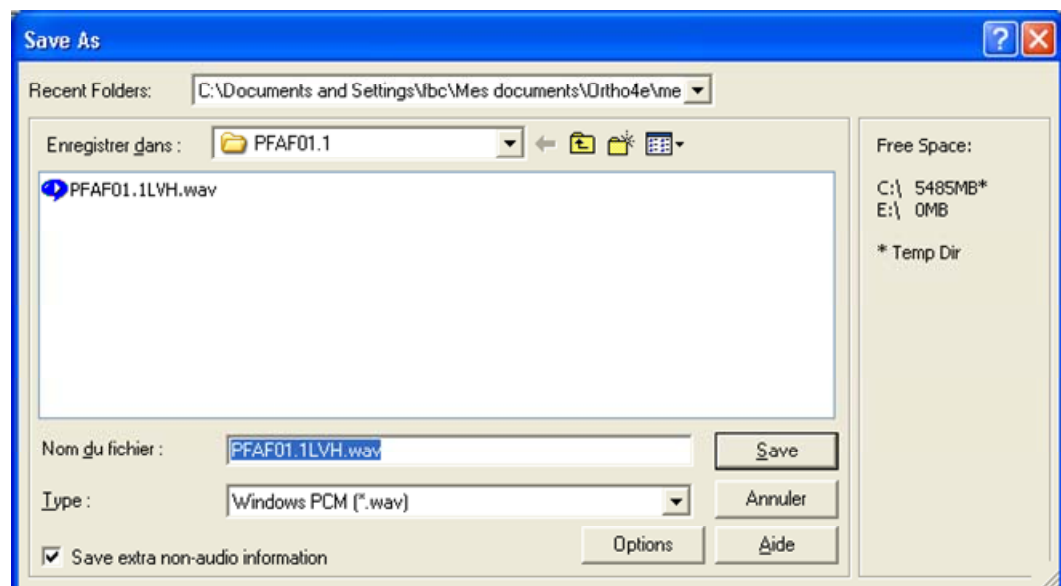 Save As
Recent Folders: C:\Documents and Settings\fbc\Mes documents\Ortho4e\me
Enregistrer dans : PFAF01.1
PFAF01.1LVH.wav
Free Space:
C:\ 5485MB*
E:\ 0MB
* Temp Dir
Nom du fichier : PFAF01.1LVH.wav Save
Type : Windows PCM (*.wav) Annuler
Save extra non-audio information Options Aide